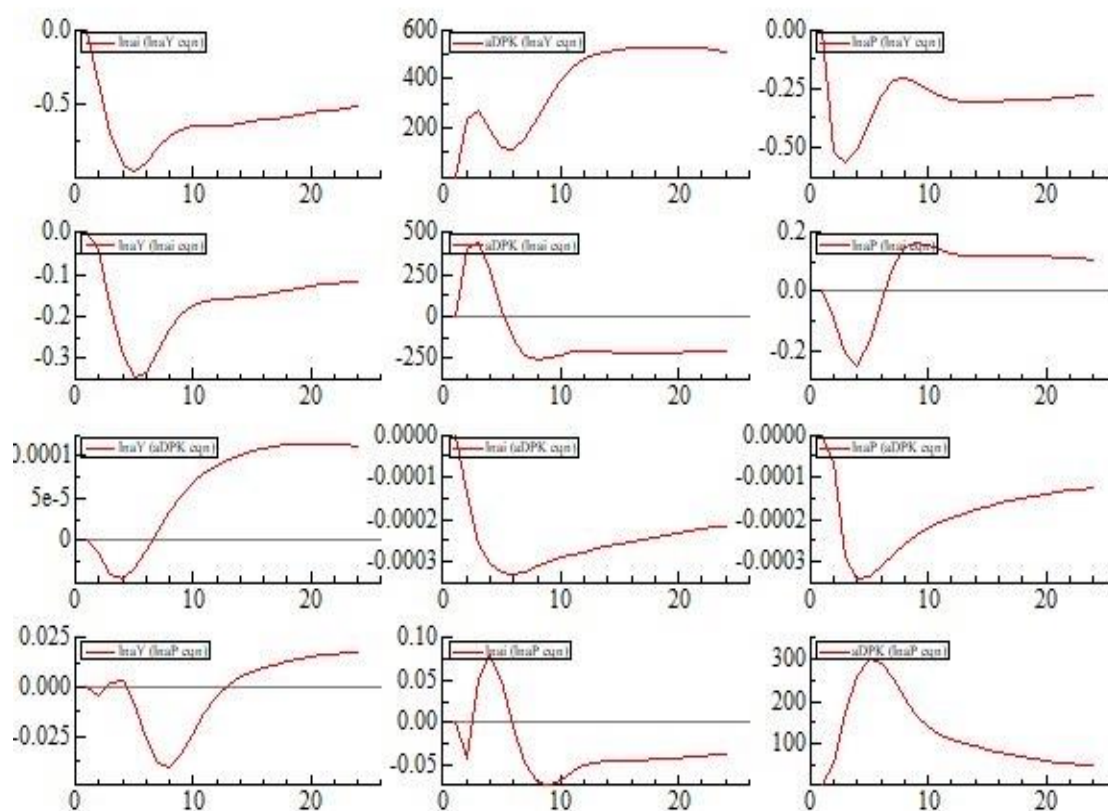 0.0
lnai (lnaY eqn)
-0.5
0 10 20
600
aDPK (lnaY eqn)
400
200
0 10 20
0.00
lnaP (lnaY eqn)
-0.25
-0.50
0 10 20
0.0
lnaY (lnai eqn)
-0.1
-0.2
-0.3
0 10 20
500
aDPK (lnai eqn)
250
0
-250
0 10 20
0.2
lnaP (lnai eqn)
0.0
-0.2
0 10 20
lnaY (aDPK eqn)
0.0001
5e-5
0
0 10 20
0.0000
lnai (aDPK eqn)
-0.0001
-0.0002
-0.0003
0 10 20
0.0000
lnaP (aDPK eqn)
-0.0001
-0.0002
-0.0003
0 10 20
0.025
lnaY (lnaP eqn)
0.000
-0.025
0 10 20
0.10
lnai (lnaP eqn)
0.05
0.00
-0.05
0 10 20
aDPK (lnaP eqn)
300
200
100
0 10 20